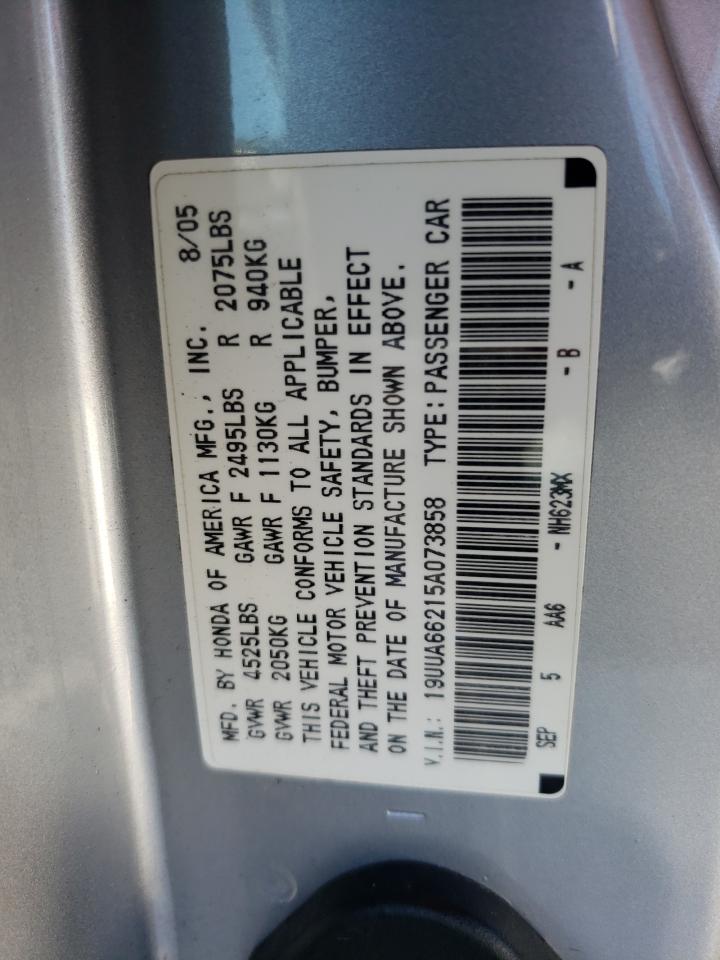 MFD. BY HONDA OF AMERICA MFG., INC. 8/05
GVWR 4525LBS GAWR F 2495LBS R 2075LBS
GVWR 2050KG GAWR F 1130KG R 940KG
THIS VEHICLE CONFORMS TO ALL APPLICABLE
FEDERAL MOTOR VEHICLE SAFETY, BUMPER,
AND THEFT PREVENTION STANDARDS IN EFFECT
ON THE DATE OF MANUFACTURE SHOWN ABOVE.
V.I.N.: 19UUA66215A073858 TYPE: PASSENGER CAR
SEP 5 AA6 - NH623MX -B -A